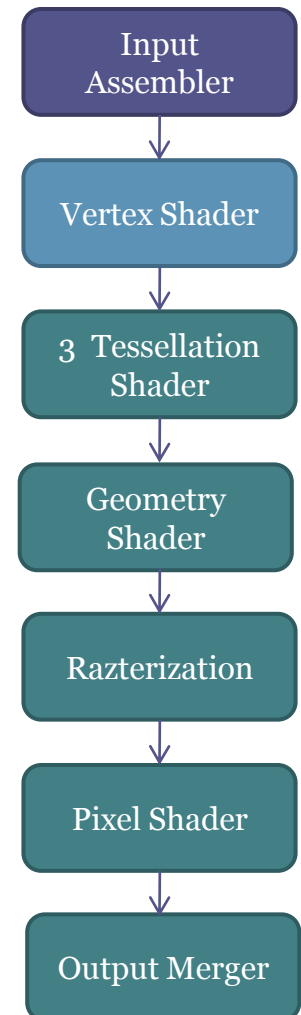 Input
Assembler
Vertex Shader
3 Tessellation
Shader
Geometry
Shader
Razterization
Pixel Shader
Output Merger